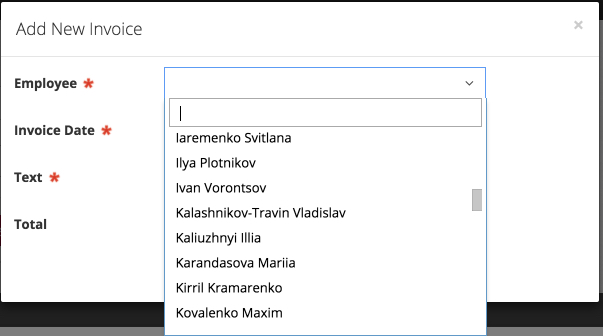 Add New Invoice ×
Employee *
Iaremenko Svitlana
Invoice Date *
Ilya Plotnikov
Text *
Ivan Vorontsov
Kalashnikov-Travin Vladislav
Total
Kaliuzhnyi Illia
Karandasova Mariia
Kirril Kramarenko
Kovalenko Maxim